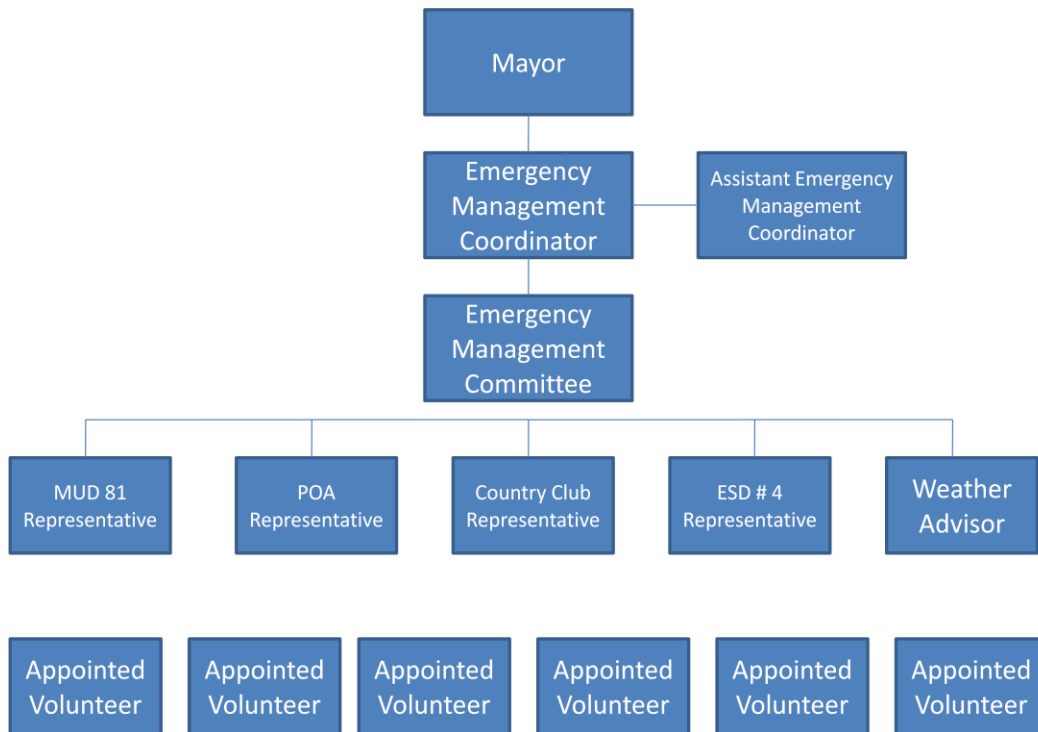 Mayor
Emergency
Management
Coordinator
Assistant Emergency
Management
Coordinator
Emergency
Management
Committee
MUD 81
Representative
POA
Representative
Country Club
Representative
ESD # 4
Representative
Weather
Advisor
Appointed
Volunteer
Appointed
Volunteer
Appointed
Volunteer
Appointed
Volunteer
Appointed
Volunteer
Appointed
Volunteer